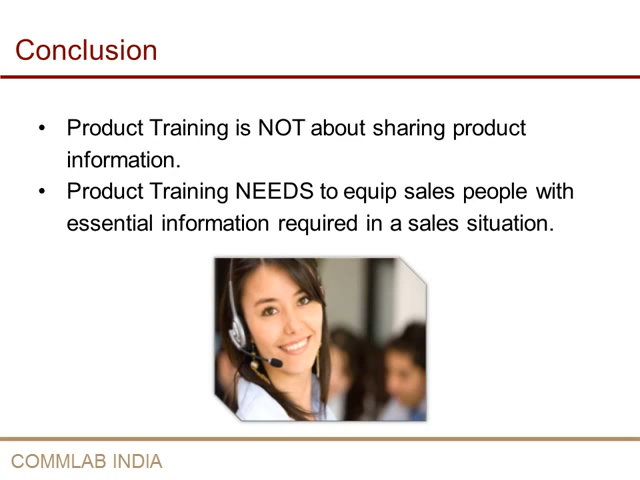 Conclusion
• Product Training is NOT about sharing product
information.
• Product Training NEEDS to equip sales people with
essential information required in a sales situation.
COMMLAB INDIA